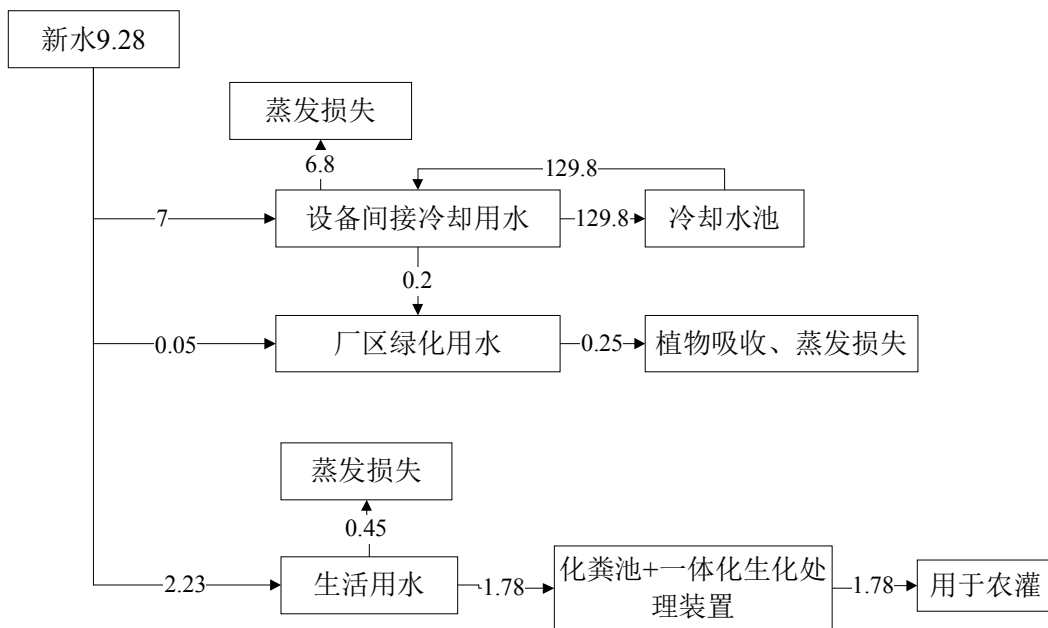 新水9.28
蒸发损失
6.8
129.8
7
设备间接冷却用水
129.8
冷却水池
0.2
0.05
厂区绿化用水
0.25
植物吸收、蒸发损失
蒸发损失
0.45
2.23
生活用水
1.78
化粪池+一体化生化处
理装置
1.78
用于农灌